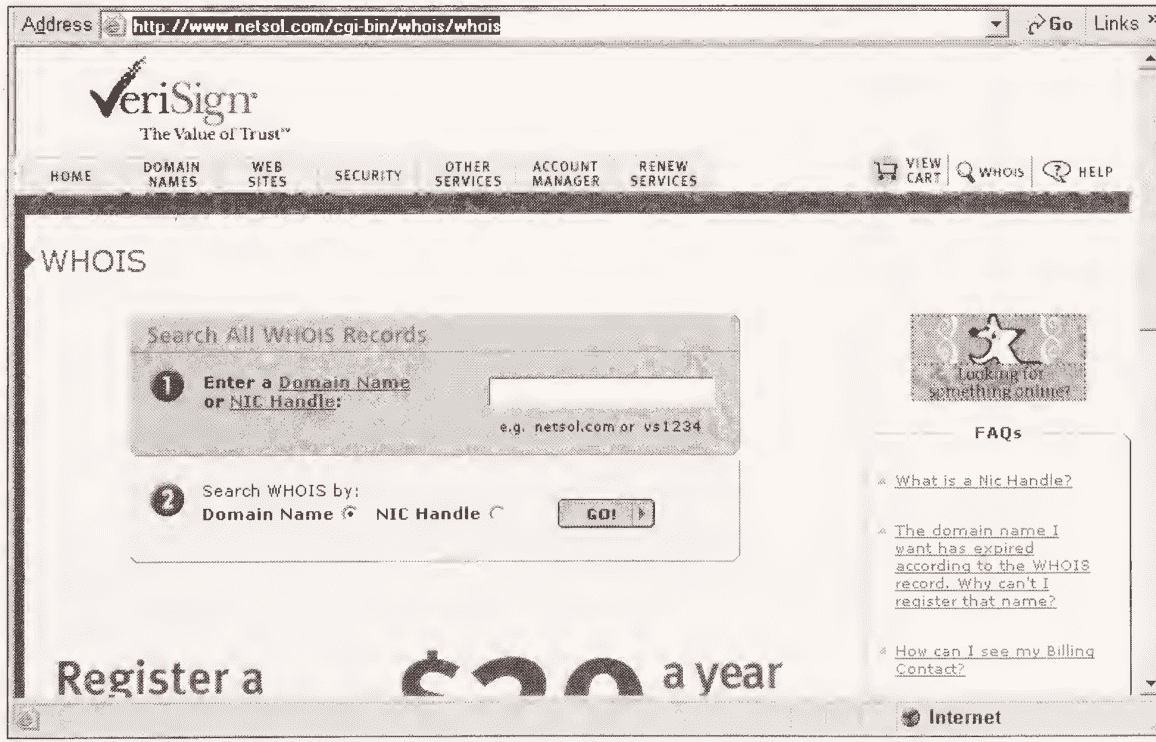 Address http://www.netsol.com/cgi-bin/whois/whois Go Links »
VeriSign
The Value of Trust℠
HOME DOMAIN NAMES WEB SITES SECURITY OTHER SERVICES ACCOUNT MANAGER RENEW SERVICES VIEW CART WHOIS HELP
WHOIS
Search All WHOIS Records
1 Enter a Domain Name
or NIC Handle:
e.g. netsol.com or vs1234
2 Search WHOIS by:
Domain Name NIC Handle GO!
Looking for
something online?
FAQs
What is a Nic Handle?
The domain name I
want has expired
according to the WHOIS
record. Why can't I
register that name?
How can I see my Billing
Contact?
Register a a year
Internet